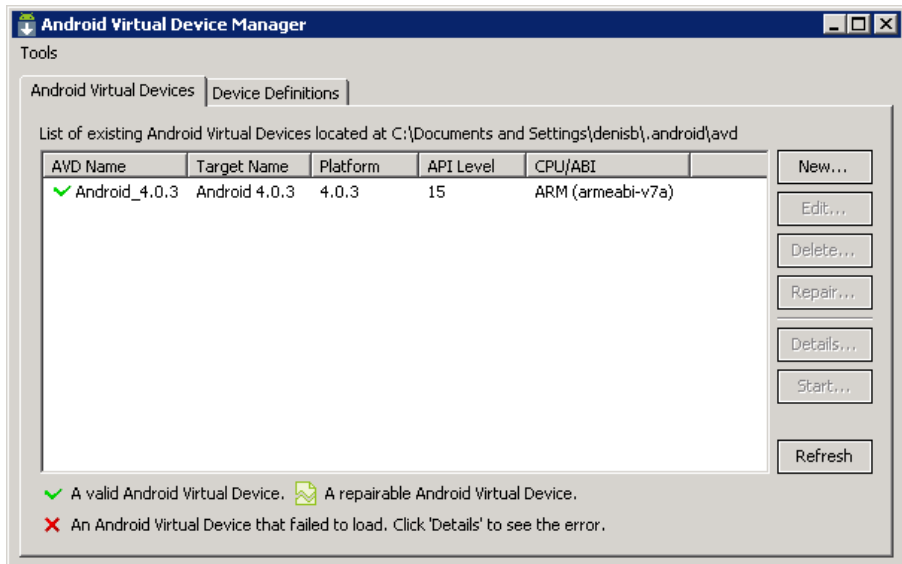 Android Virtual Device Manager
Tools
Android Virtual Devices Device Definitions
List of existing Android Virtual Devices located at C:\Documents and Settings\denisb\.android\avd
AVD Name Target Name Platform API Level CPU/ABI
Android_4.0.3 Android 4.0.3 4.0.3 15 ARM (armeabi-v7a)
New...
Edit...
Delete...
Repair...
Details...
Start...
Refresh
A valid Android Virtual Device. A repairable Android Virtual Device.
An Android Virtual Device that failed to load. Click 'Details' to see the error.